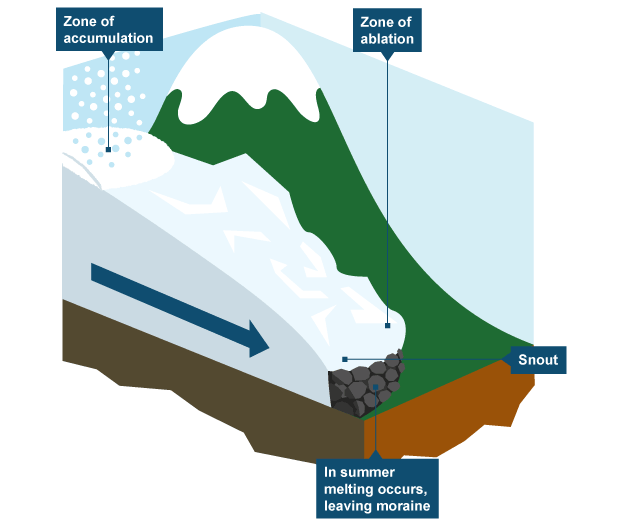 Zone of
accumulation
Zone of
ablation
Snout
In summer
melting occurs,
leaving moraine